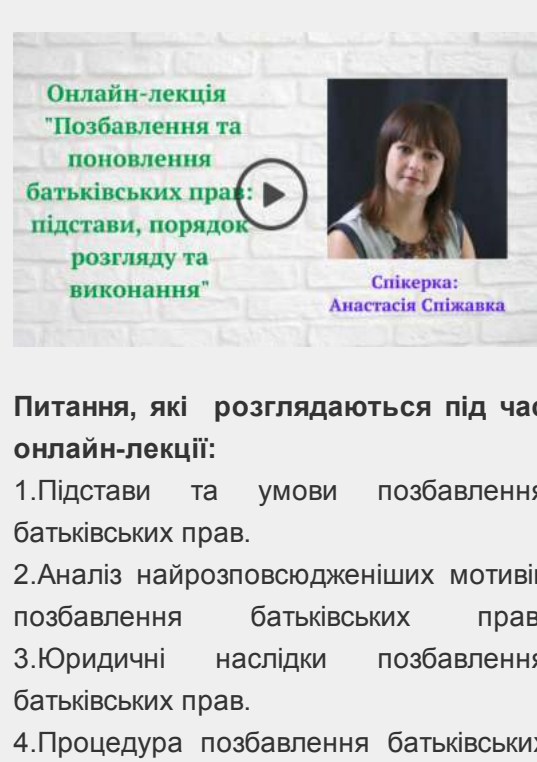 Онлайн-лекція
"Позбавлення та
поновлення
батьківських прав:
підстави, порядок
розгляду та
виконання"
Спікерка:
Анастасія Спіжавка
Питання, які розглядаються під час
онлайн-лекції:
1.Підстави та умови позбавлення
батьківських прав.
2.Аналіз найрозповсюдженіших мотивів
позбавлення батьківських прав
3.Юридичні наслідки позбавлення
батьківських прав.
4.Процедура позбавлення батьківських